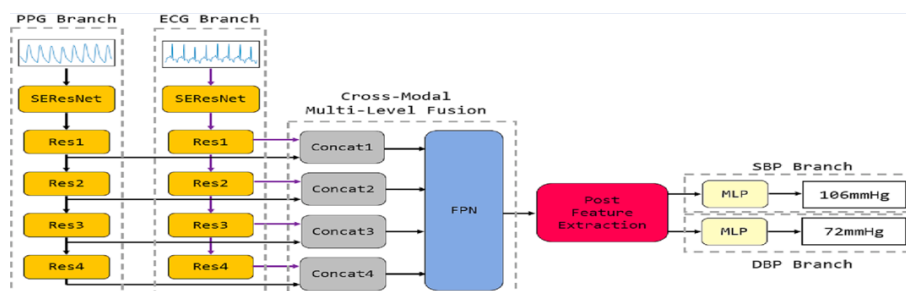 PPG Branch
ECG Branch
SEResNet
SEResNet
Cross-Modal
Multi-Level Fusion
Res1
Res1
Concat1
Res2
Res2
Concat2
Res3
Res3
Concat3
Res4
Res4
Concat4
FPN
Post
Feature
Extraction
SBP Branch
MLP
106mmHg
MLP
72mmHg
DBP Branch